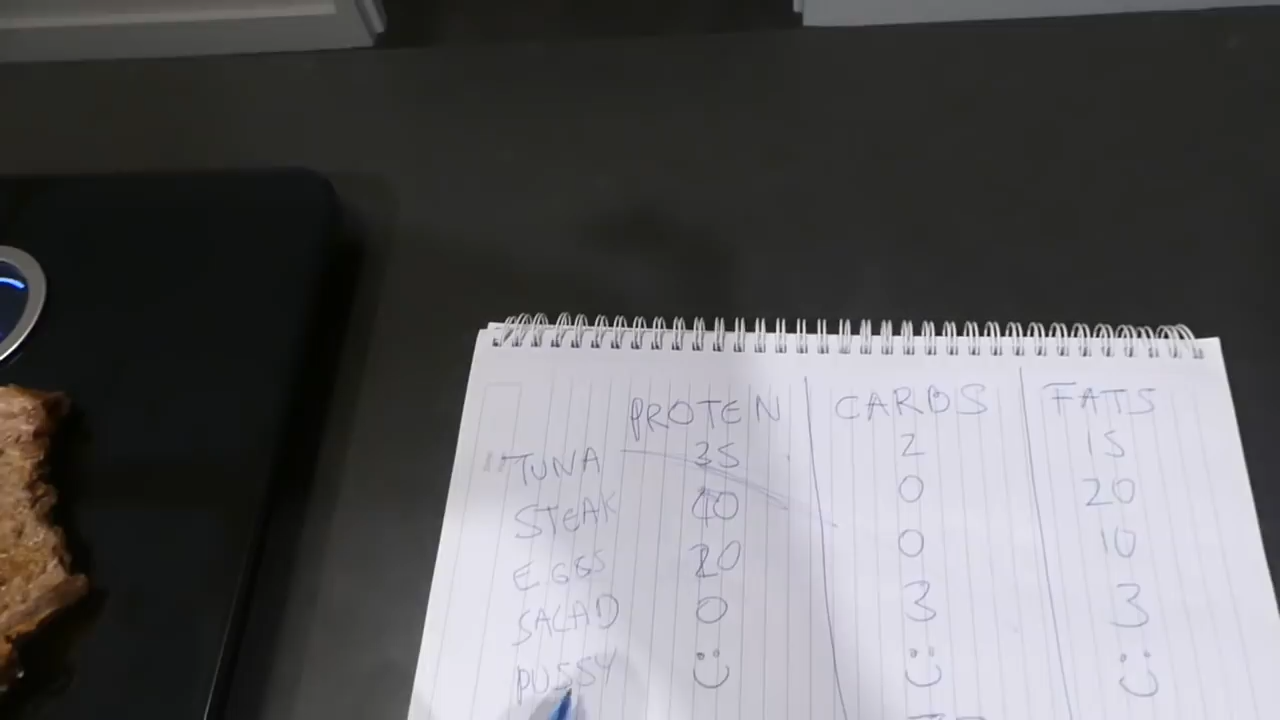 PROTEN CARBS FATS
TUNA 35 2 15
STEAK 40 0 20
EGGS 20 0 10
SALAD 0 3 3
PUSSY :) :) :)